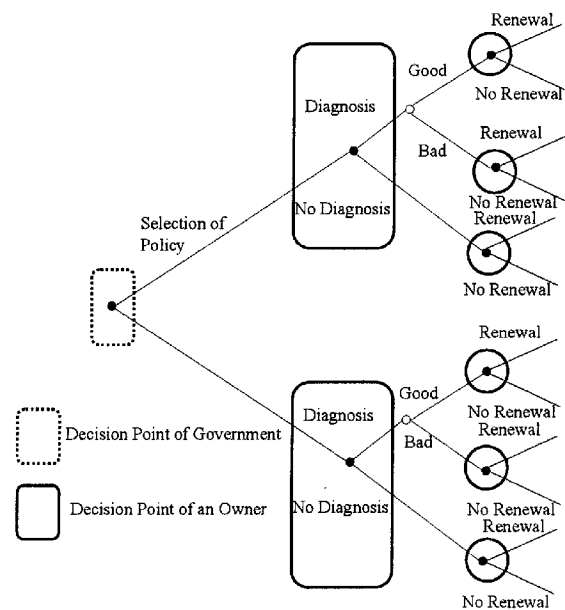 Renewal
Good
No Renewal
Diagnosis
Renewal
Bad
No Renewal
No Diagnosis
Renewal
Selection of
Policy
No Renewal
Renewal
Good
Diagnosis
No Renewal
Decision Point of Government
Renewal
Bad
Decision Point of an Owner
No Diagnosis
No Renewal
Renewal
No Renewal